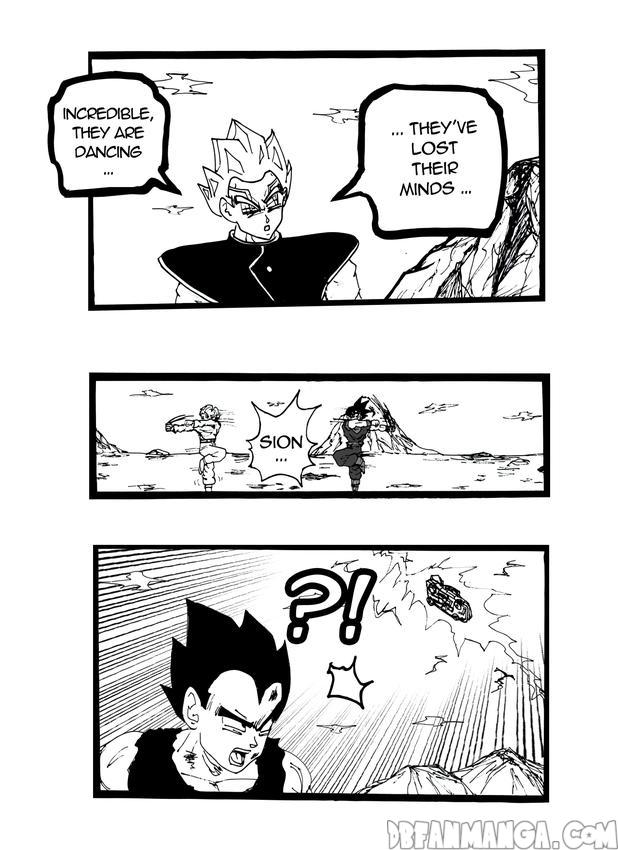 INCREDIBLE,
THEY ARE
DANCING
...
... THEY'VE
LOST
THEIR
MINDS ...
SION
...
?!
DBFANMANGA.COM